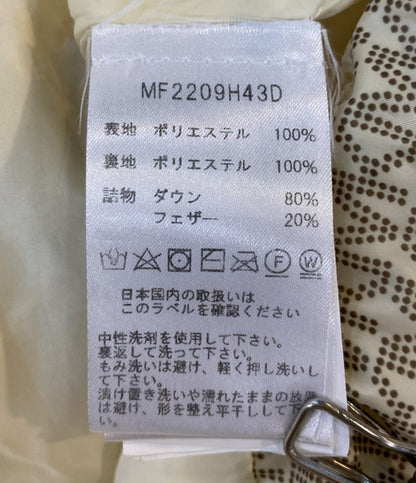 MF2209H43D
表地 ポリエステル 100%
裏地 ポリエステル 100%
詰物 ダウン 80%
フェザー 20%
F W
日本国内の取扱いは
このラベルを確認ください
中性洗剤を使用して下さい。
裏返して洗って下さい。
もみ洗いは避け、軽く押し洗いし
て下さい。
漬け置き洗いや濡れたままの放置
は避け、形を整え平干しして下さ
い。